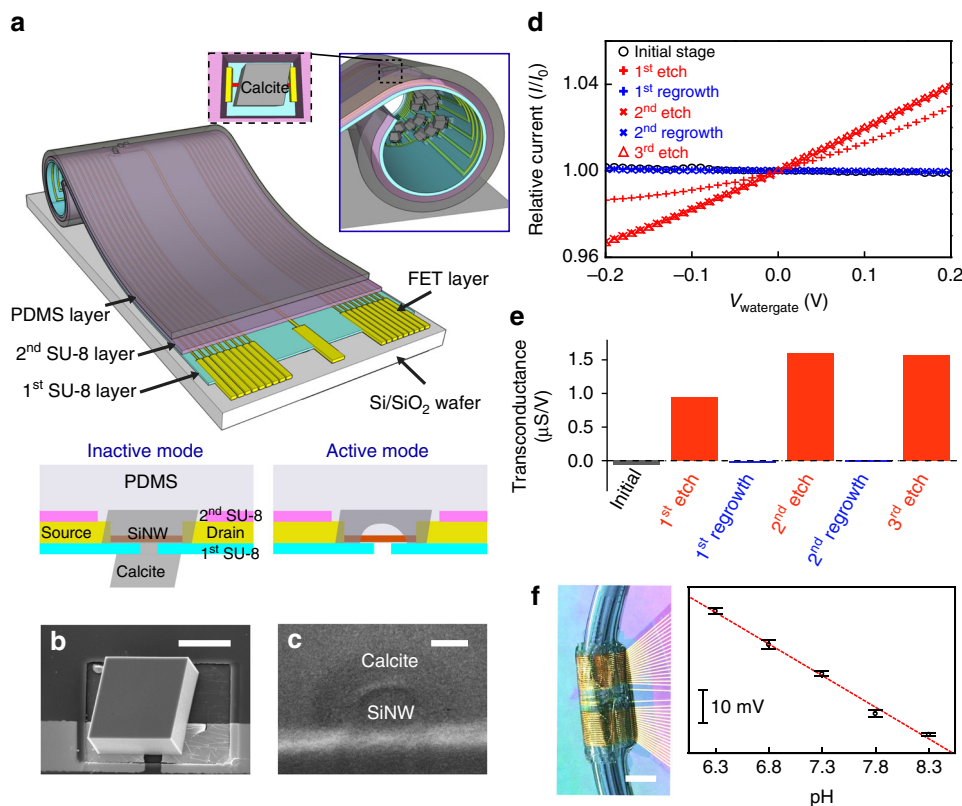 a
Calcite
PDMS layer
2nd SU-8 layer
1st SU-8 layer
FET layer
Si/SiO2 wafer
Inactive mode
Active mode
PDMS
2nd SU-8
Source
SiNW
Drain
1st SU-8
Calcite
b
c
Calcite
SiNW
d
Relative current (I/I0)
1.04
1.00
0.96
Initial stage
1st etch
1st regrowth
2nd etch
2nd regrowth
3rd etch
−0.2
−0.1
0.0
0.1
0.2
Vwatergate (V)
e
Transconductance
(µS/V)
1.5
1.0
0.5
0.0
Initial
1st etch
1st regrowth
2nd etch
2nd regrowth
3rd etch
f
10 mV
6.3
6.8
7.3
7.8
8.3
pH